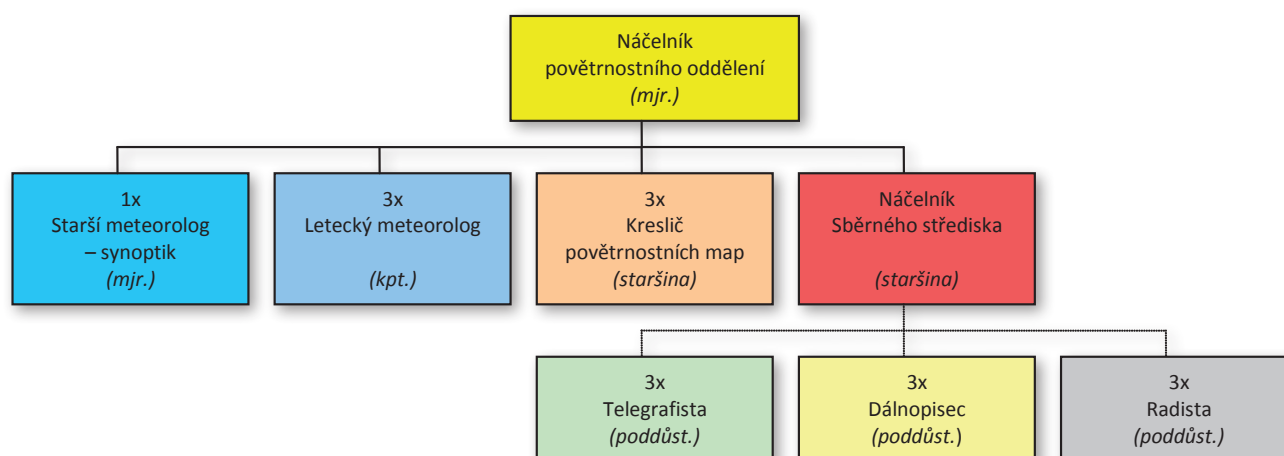 Náčelník
povětrnostního oddělení
(mjr.)
1x
Starší meteorolog
– synoptik
(mjr.)
3x
Letecký meteorolog
(kpt.)
3x
Kreslič
povětrnostních map
(staršina)
Náčelník
Sběrného střediska
(staršina)
3x
Telegrafista
(poddůst.)
3x
Dálnopisec
(poddůst.)
3x
Radista
(poddůst.)